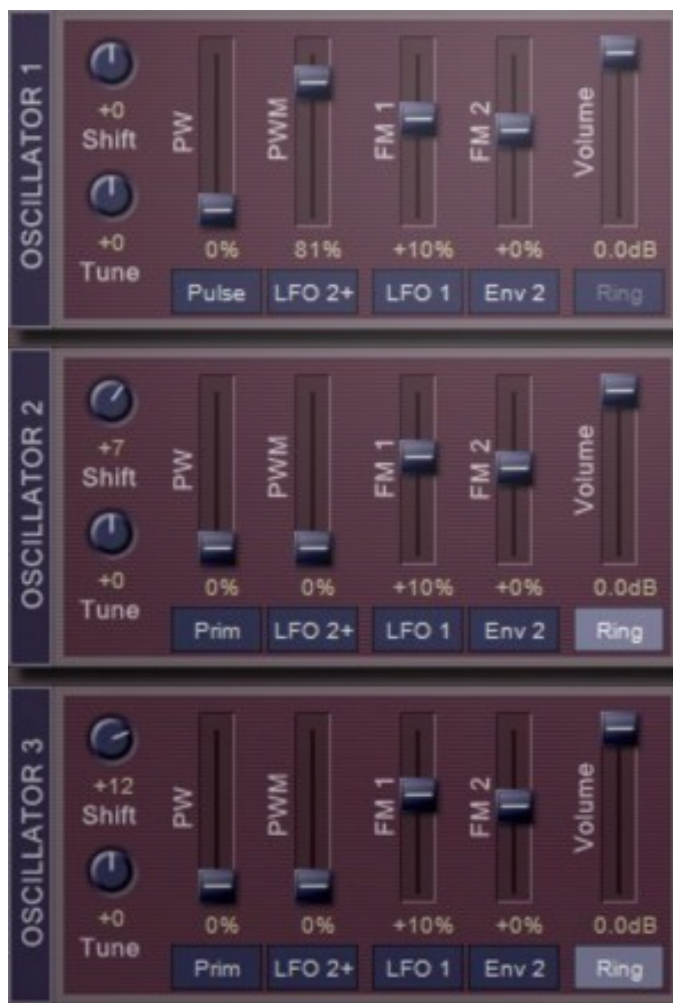 OSCILLATOR 1
+0
Shift
+0
Tune
PW
0%
Pulse
PWM
81%
LFO 2+
FM 1
+10%
LFO 1
FM 2
+0%
Env 2
Volume
0.0dB
Ring
OSCILLATOR 2
+7
Shift
+0
Tune
PW
0%
Prim
PWM
0%
LFO 2+
FM 1
+10%
LFO 1
FM 2
+0%
Env 2
Volume
0.0dB
Ring
OSCILLATOR 3
+12
Shift
+0
Tune
PW
0%
Prim
PWM
0%
LFO 2+
FM 1
+10%
LFO 1
FM 2
+0%
Env 2
Volume
0.0dB
Ring